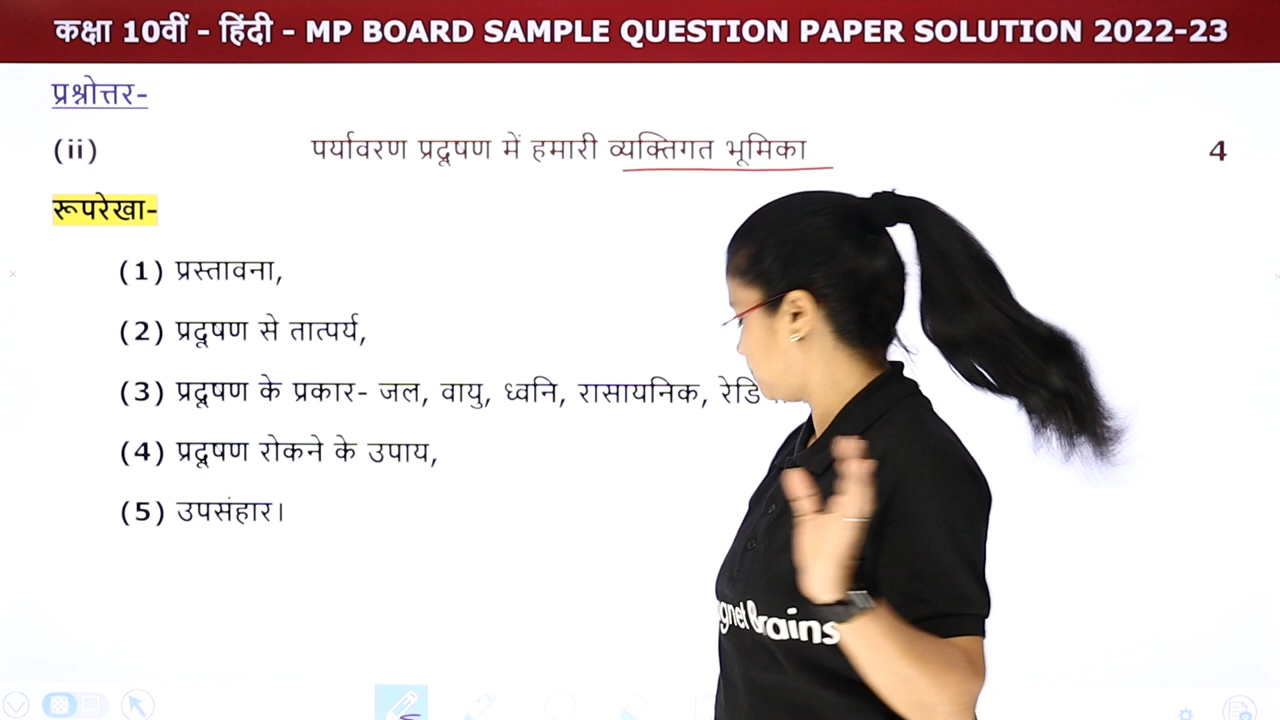 कक्षा 10वीं - हिंदी - MP BOARD SAMPLE QUESTION PAPER SOLUTION 2022-23
प्रश्नोत्तर-
(ii) पर्यावरण प्रदूषण में हमारी व्यक्तिगत भूमिका 4
रूपरेखा-
(1) प्रस्तावना,
(2) प्रदूषण से तात्पर्य,
(3) प्रदूषण के प्रकार- जल, वायु, ध्वनि, रासायनिक,
(4) प्रदूषण रोकने के उपाय,
(5) उपसंहार।
Brains